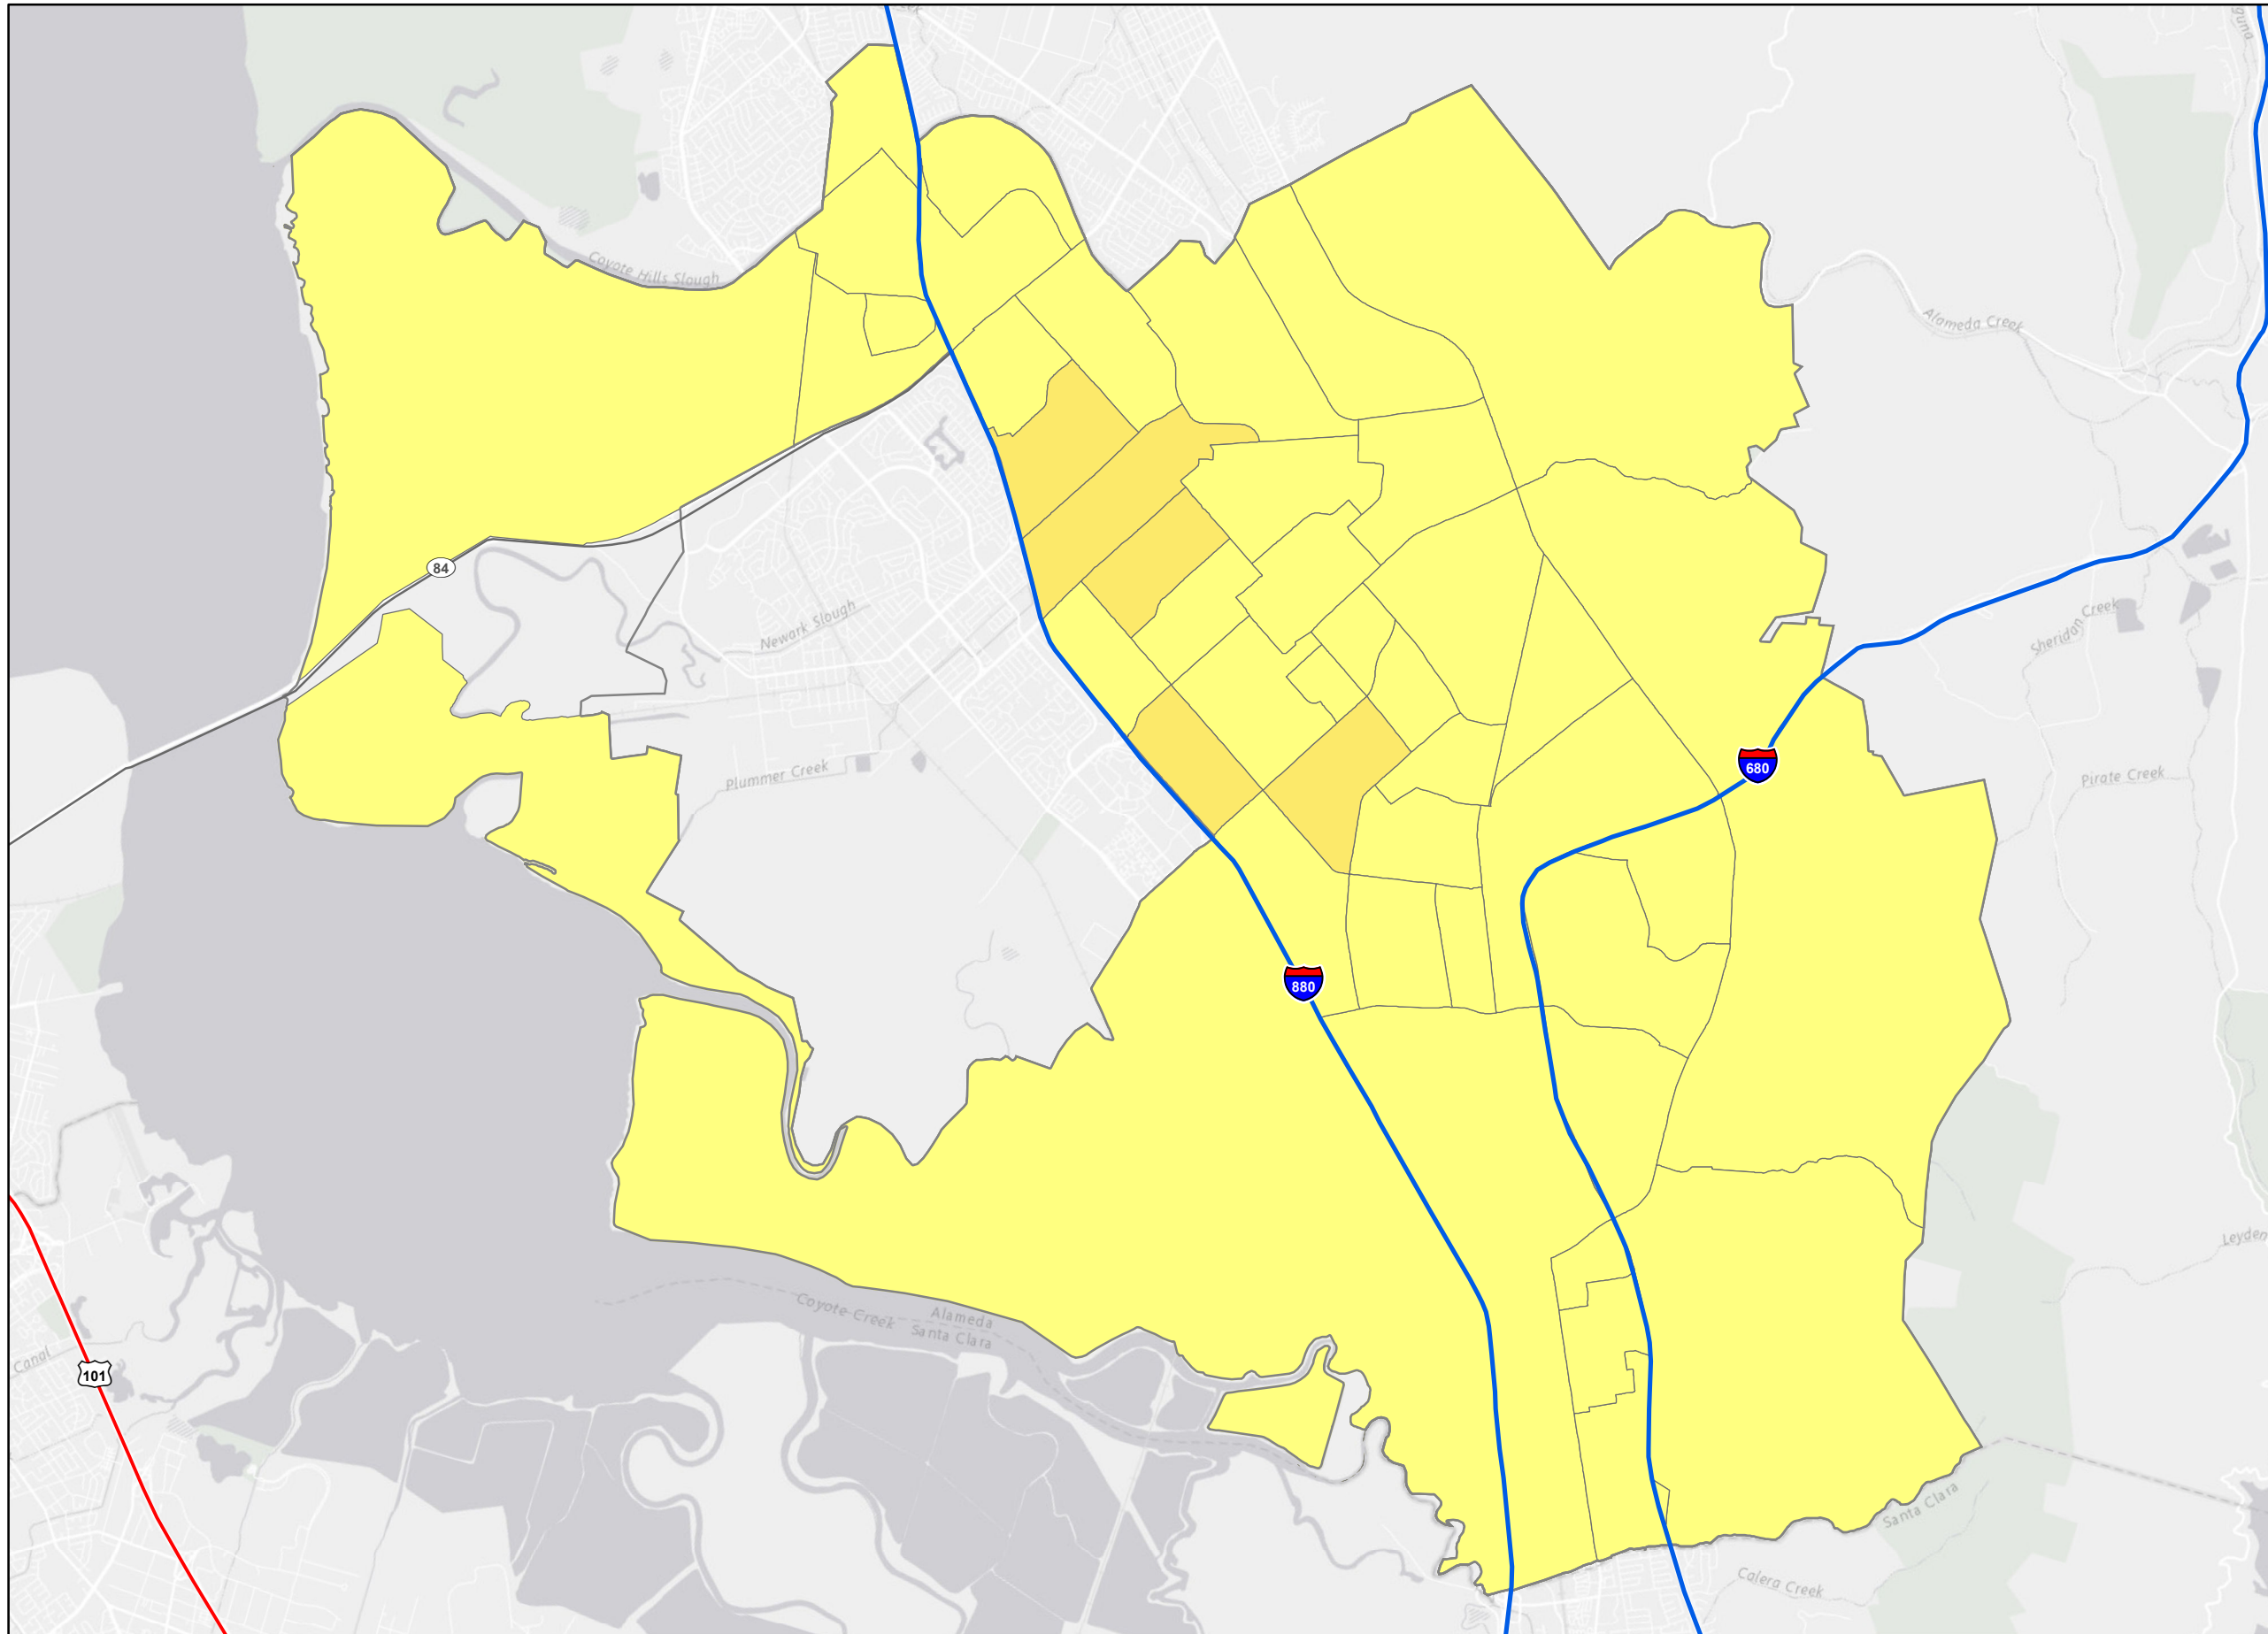 Coyote Hills Slough
Alameda Creek
84
Newark Slough
Sheridan Creek
680
Plummer Creek
Pirate Creek
880
Leyden
Coyote Creek
Alameda
Santa Clara
Canal
101
Santa Clara
Calera Creek